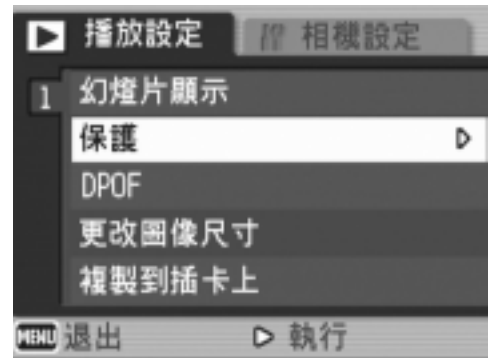 播放設定 相機設定
1 幻燈片顯示
保護
DPOF
更改圖像尺寸
複製到插卡上
MENU 退出 執行